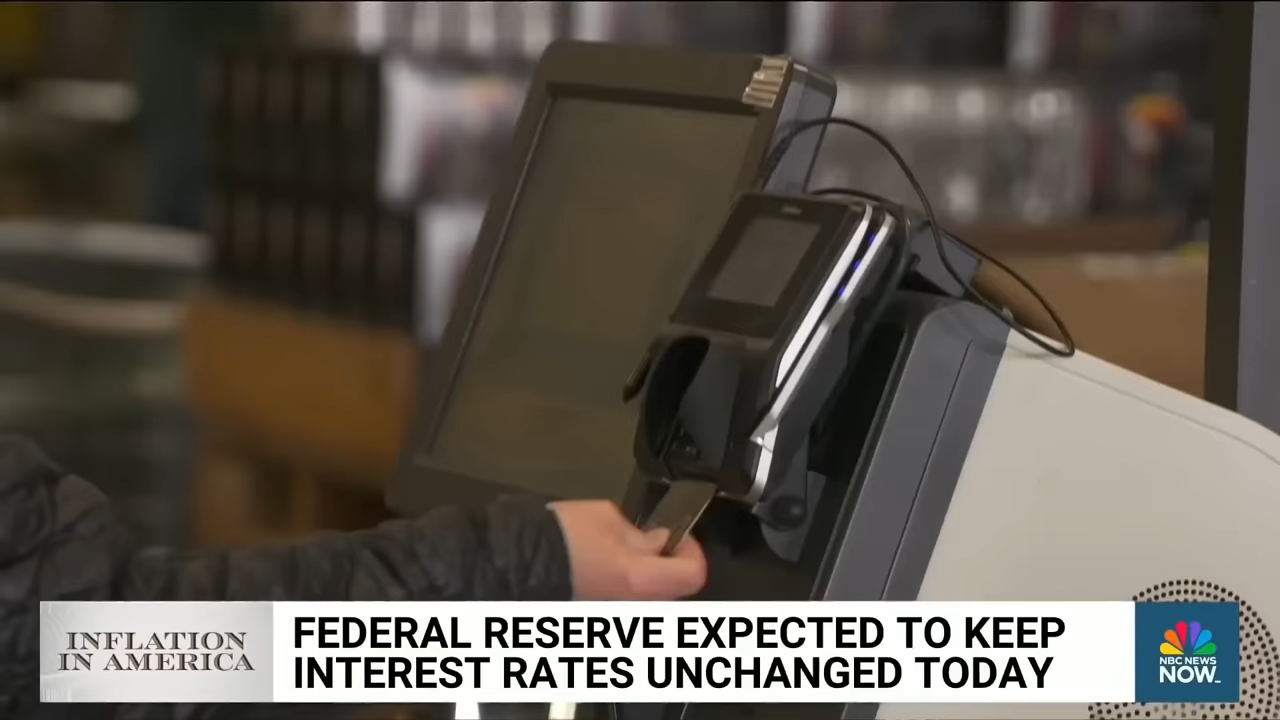 INFLATION
IN AMERICA
FEDERAL RESERVE EXPECTED TO KEEP
INTEREST RATES UNCHANGED TODAY
NBC NEWS
NOW